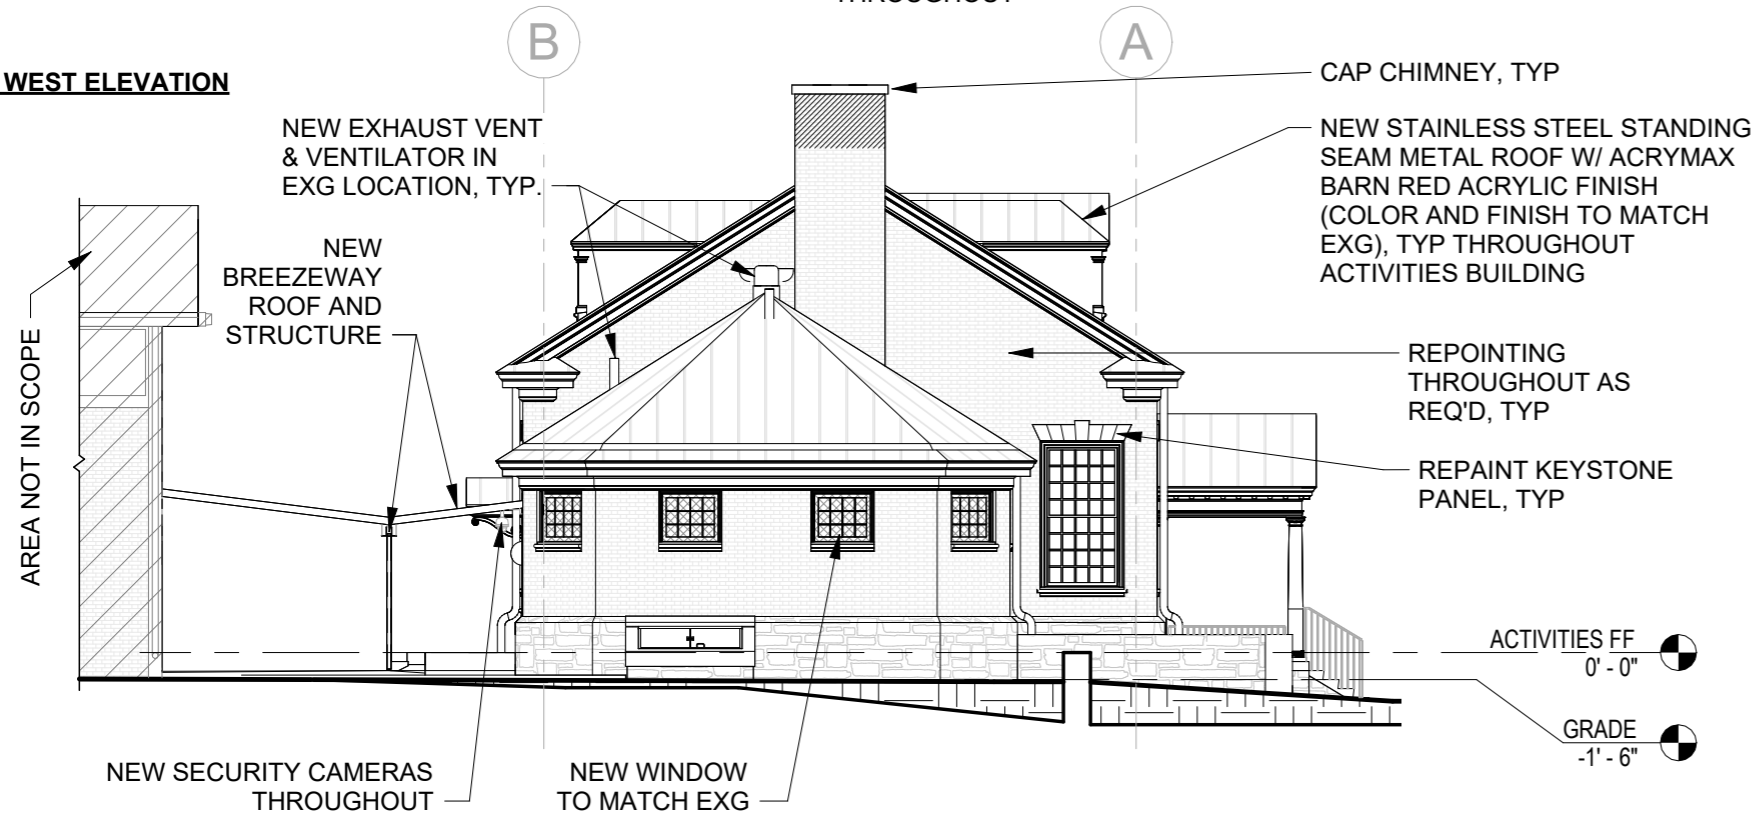 THROUGHOUT
B
A
WEST ELEVATION
CAP CHIMNEY, TYP
NEW EXHAUST VENT
& VENTILATOR IN
EXG LOCATION, TYP.
NEW STAINLESS STEEL STANDING
SEAM METAL ROOF W/ ACRYMAX
BARN RED ACRYLIC FINISH
(COLOR AND FINISH TO MATCH
EXG), TYP THROUGHOUT
ACTIVITIES BUILDING
NEW
BREEZEWAY
ROOF AND
STRUCTURE
AREA NOT IN SCOPE
REPOINTING
THROUGHOUT AS
REQ'D, TYP
REPAINT KEYSTONE
PANEL, TYP
ACTIVITIES FF
0' - 0"
GRADE
-1' - 6"
NEW SECURITY CAMERAS
THROUGHOUT
NEW WINDOW
TO MATCH EXG